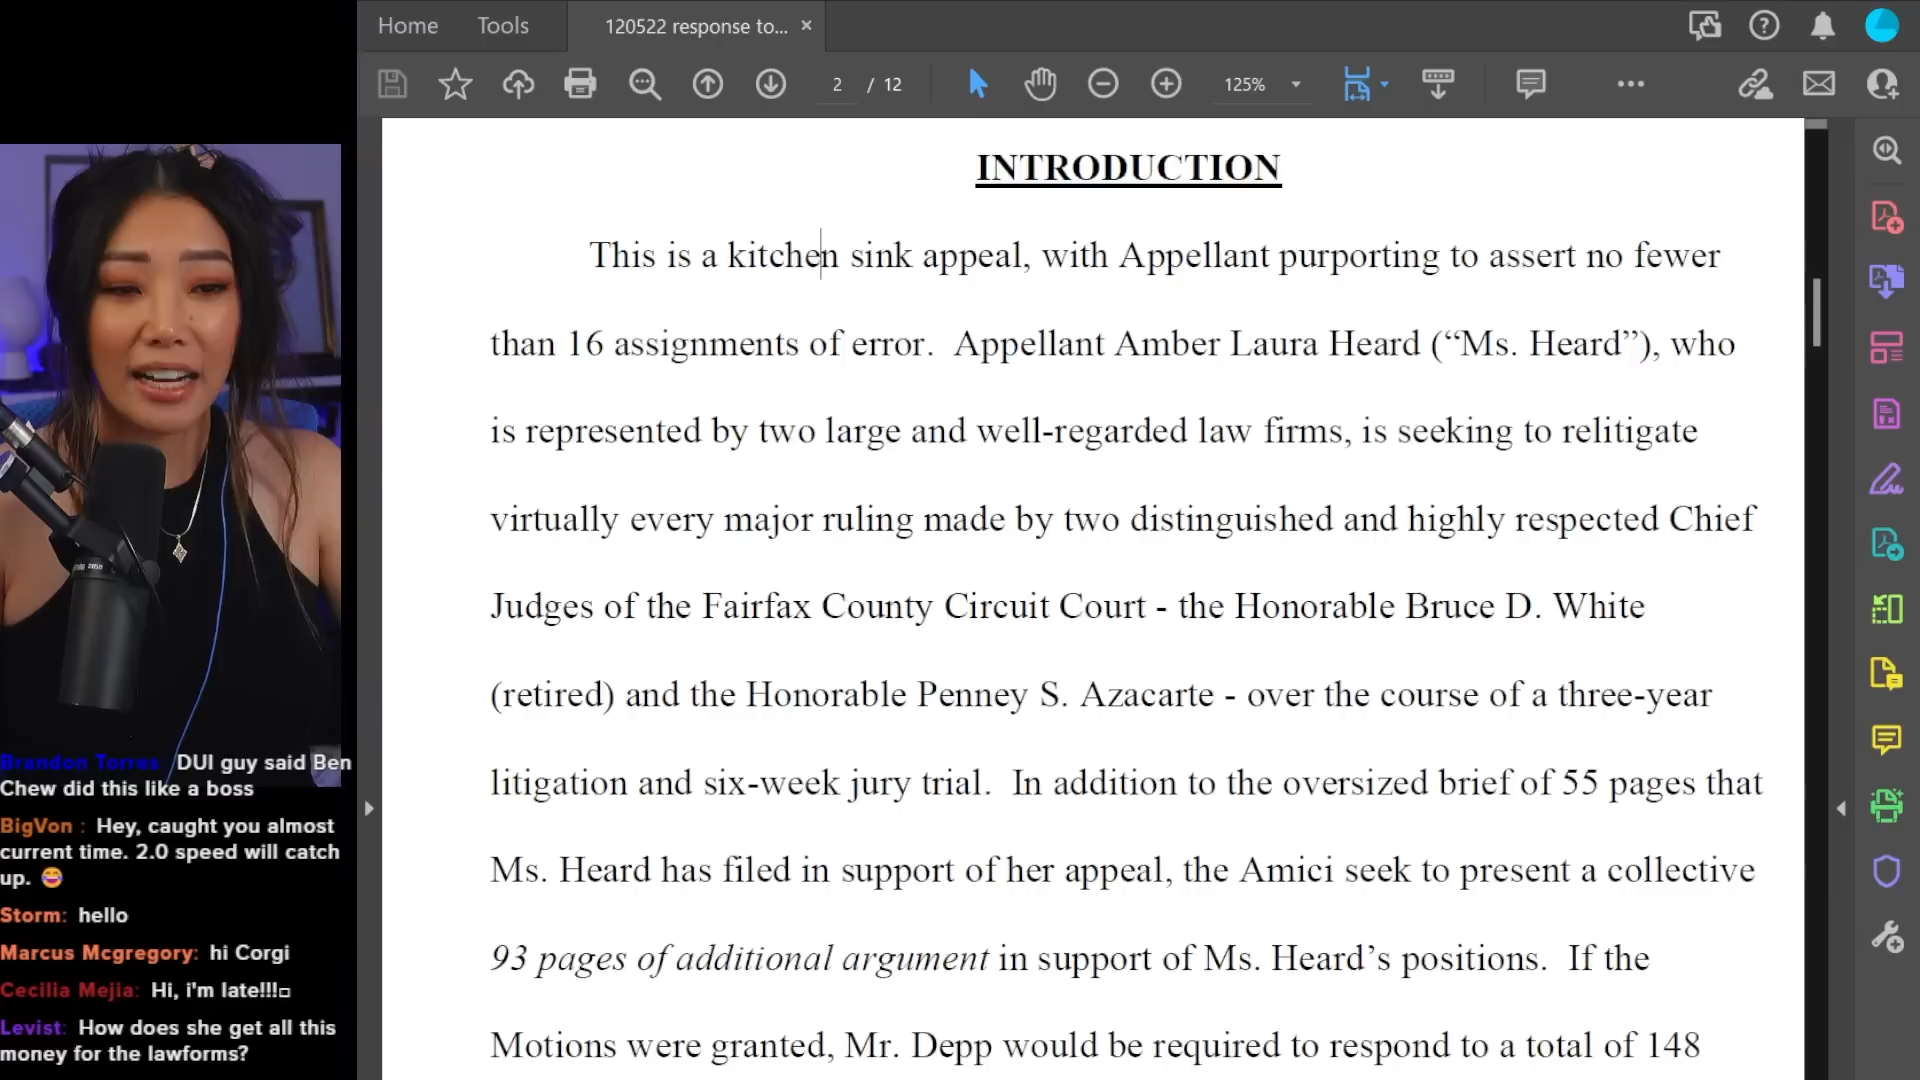 Home
Tools
120522 response to...
2 / 12
125%
INTRODUCTION
This is a kitchen sink appeal, with Appellant purporting to assert no fewer
than 16 assignments of error.  Appellant Amber Laura Heard (“Ms. Heard”), who
is represented by two large and well-regarded law firms, is seeking to relitigate
virtually every major ruling made by two distinguished and highly respected Chief
Judges of the Fairfax County Circuit Court - the Honorable Bruce D. White
(retired) and the Honorable Penney S. Azacarte - over the course of a three-year
litigation and six-week jury trial.  In addition to the oversized brief of 55 pages that
Ms. Heard has filed in support of her appeal, the Amici seek to present a collective
93 pages of additional argument in support of Ms. Heard’s positions.  If the
Motions were granted, Mr. Depp would be required to respond to a total of 148
Brandon Torres DUI guy said Ben
Chew did this like a boss
BigVon : Hey, caught you almost
current time. 2.0 speed will catch
up. 😂
Storm: hello
Marcus Mcgregory: hi Corgi
Cecilia Mejia: Hi, i'm late!!!
Levist: How does she get all this
money for the lawforms?